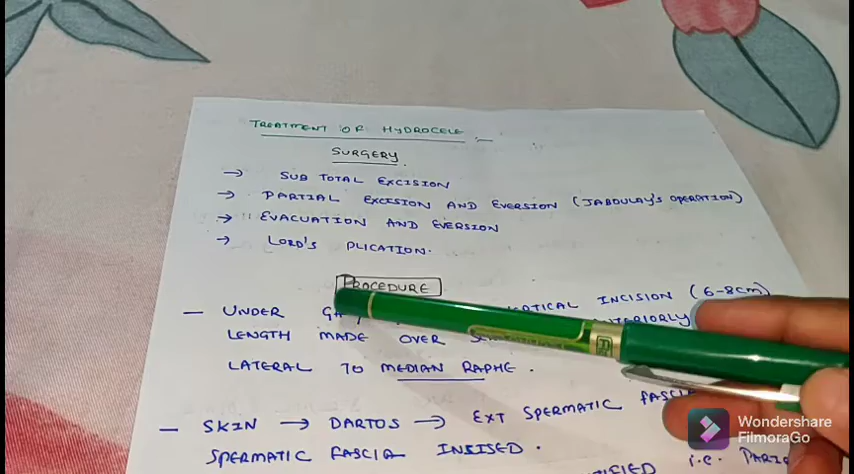 TREATMENT OF HYDROCELE :-
SURGERY
→ SUB TOTAL EXCISION
→ PARTIAL EXCISION AND EVERSION (JABOULAY'S OPERATION)
→ EVACUATION AND EVERSION
→ LORD'S PLICATION.
PROCEDURE
— UNDER INCISION (6-8cm)
LENGTH MADE OVER
LATERAL TO MEDIAN RAPHE.
— SKIN → DARTOS → EXT SPERMATIC FASCIA
SPERMATIC FASCIA INSISED.
i.e.
Wondershare
FilmoraGo